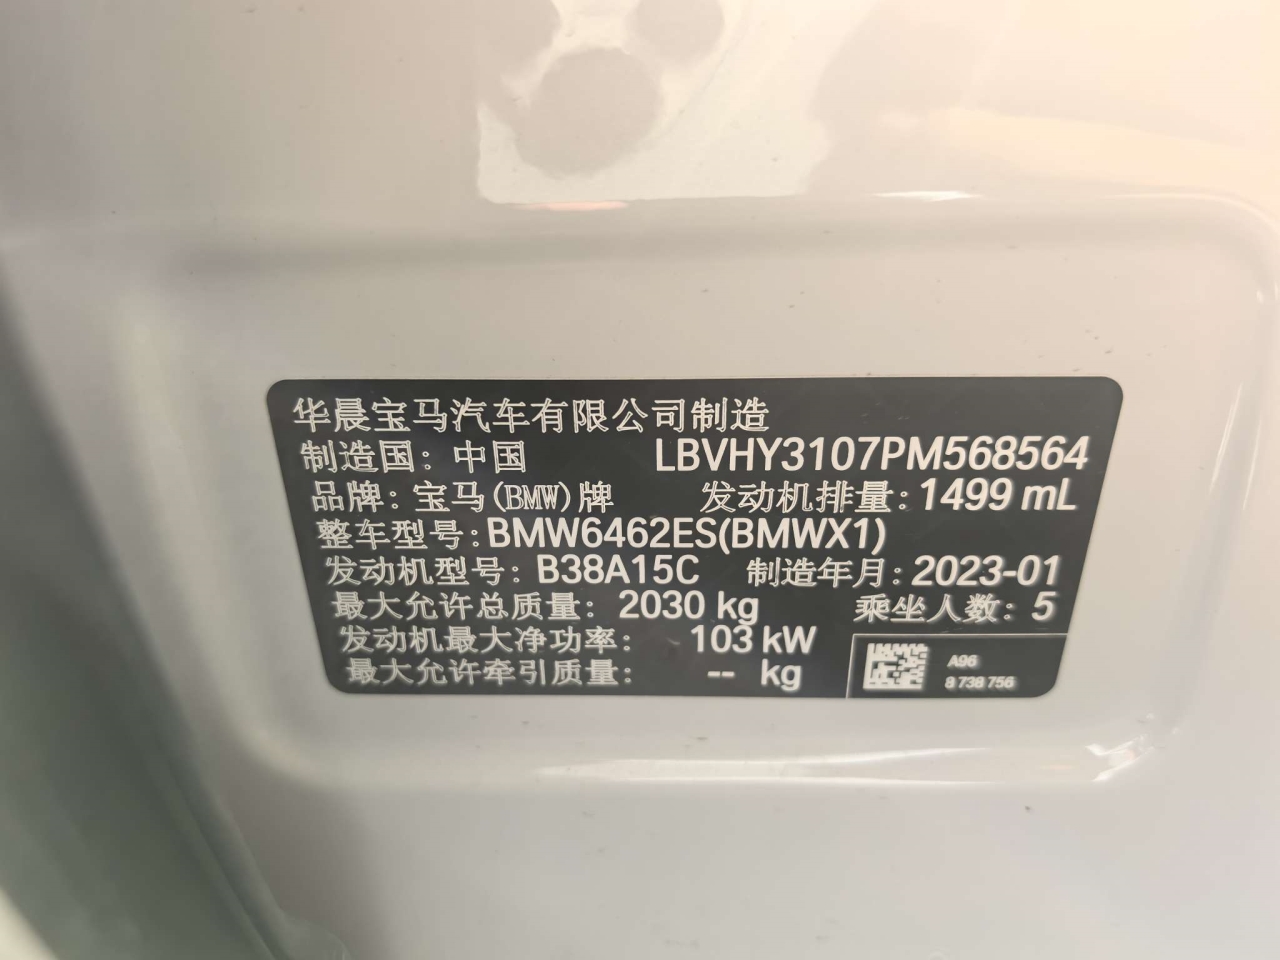 华晨宝马汽车有限公司制造
制造国：中国 LBVHY3107PM568564
品牌：宝马(BMW)牌 发动机排量：1499 mL
整车型号：BMW6462ES(BMWX1)
发动机型号：B38A15C 制造年月：2023-01
最大允许总质量：2030 kg 乘坐人数：5
发动机最大净功率：103 kW
最大允许牵引质量：-- kg
A96
8 738 756